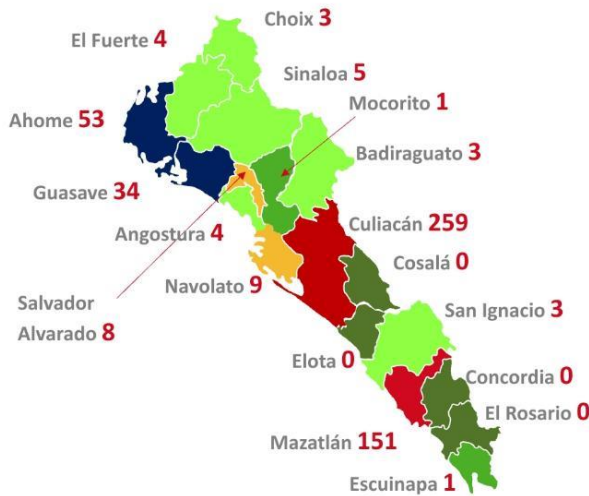 Choix 3
El Fuerte 4
Sinaloa 5
Mocorito 1
Ahome 53
Badiraguato 3
Guasave 34
Culiacán 259
Angostura 4
Cosalá 0
Navolato 9
Salvador
Alvarado 8
San Ignacio 3
Elota 0
Concordia 0
El Rosario 0
Mazatlán 151
Escuinapa 1